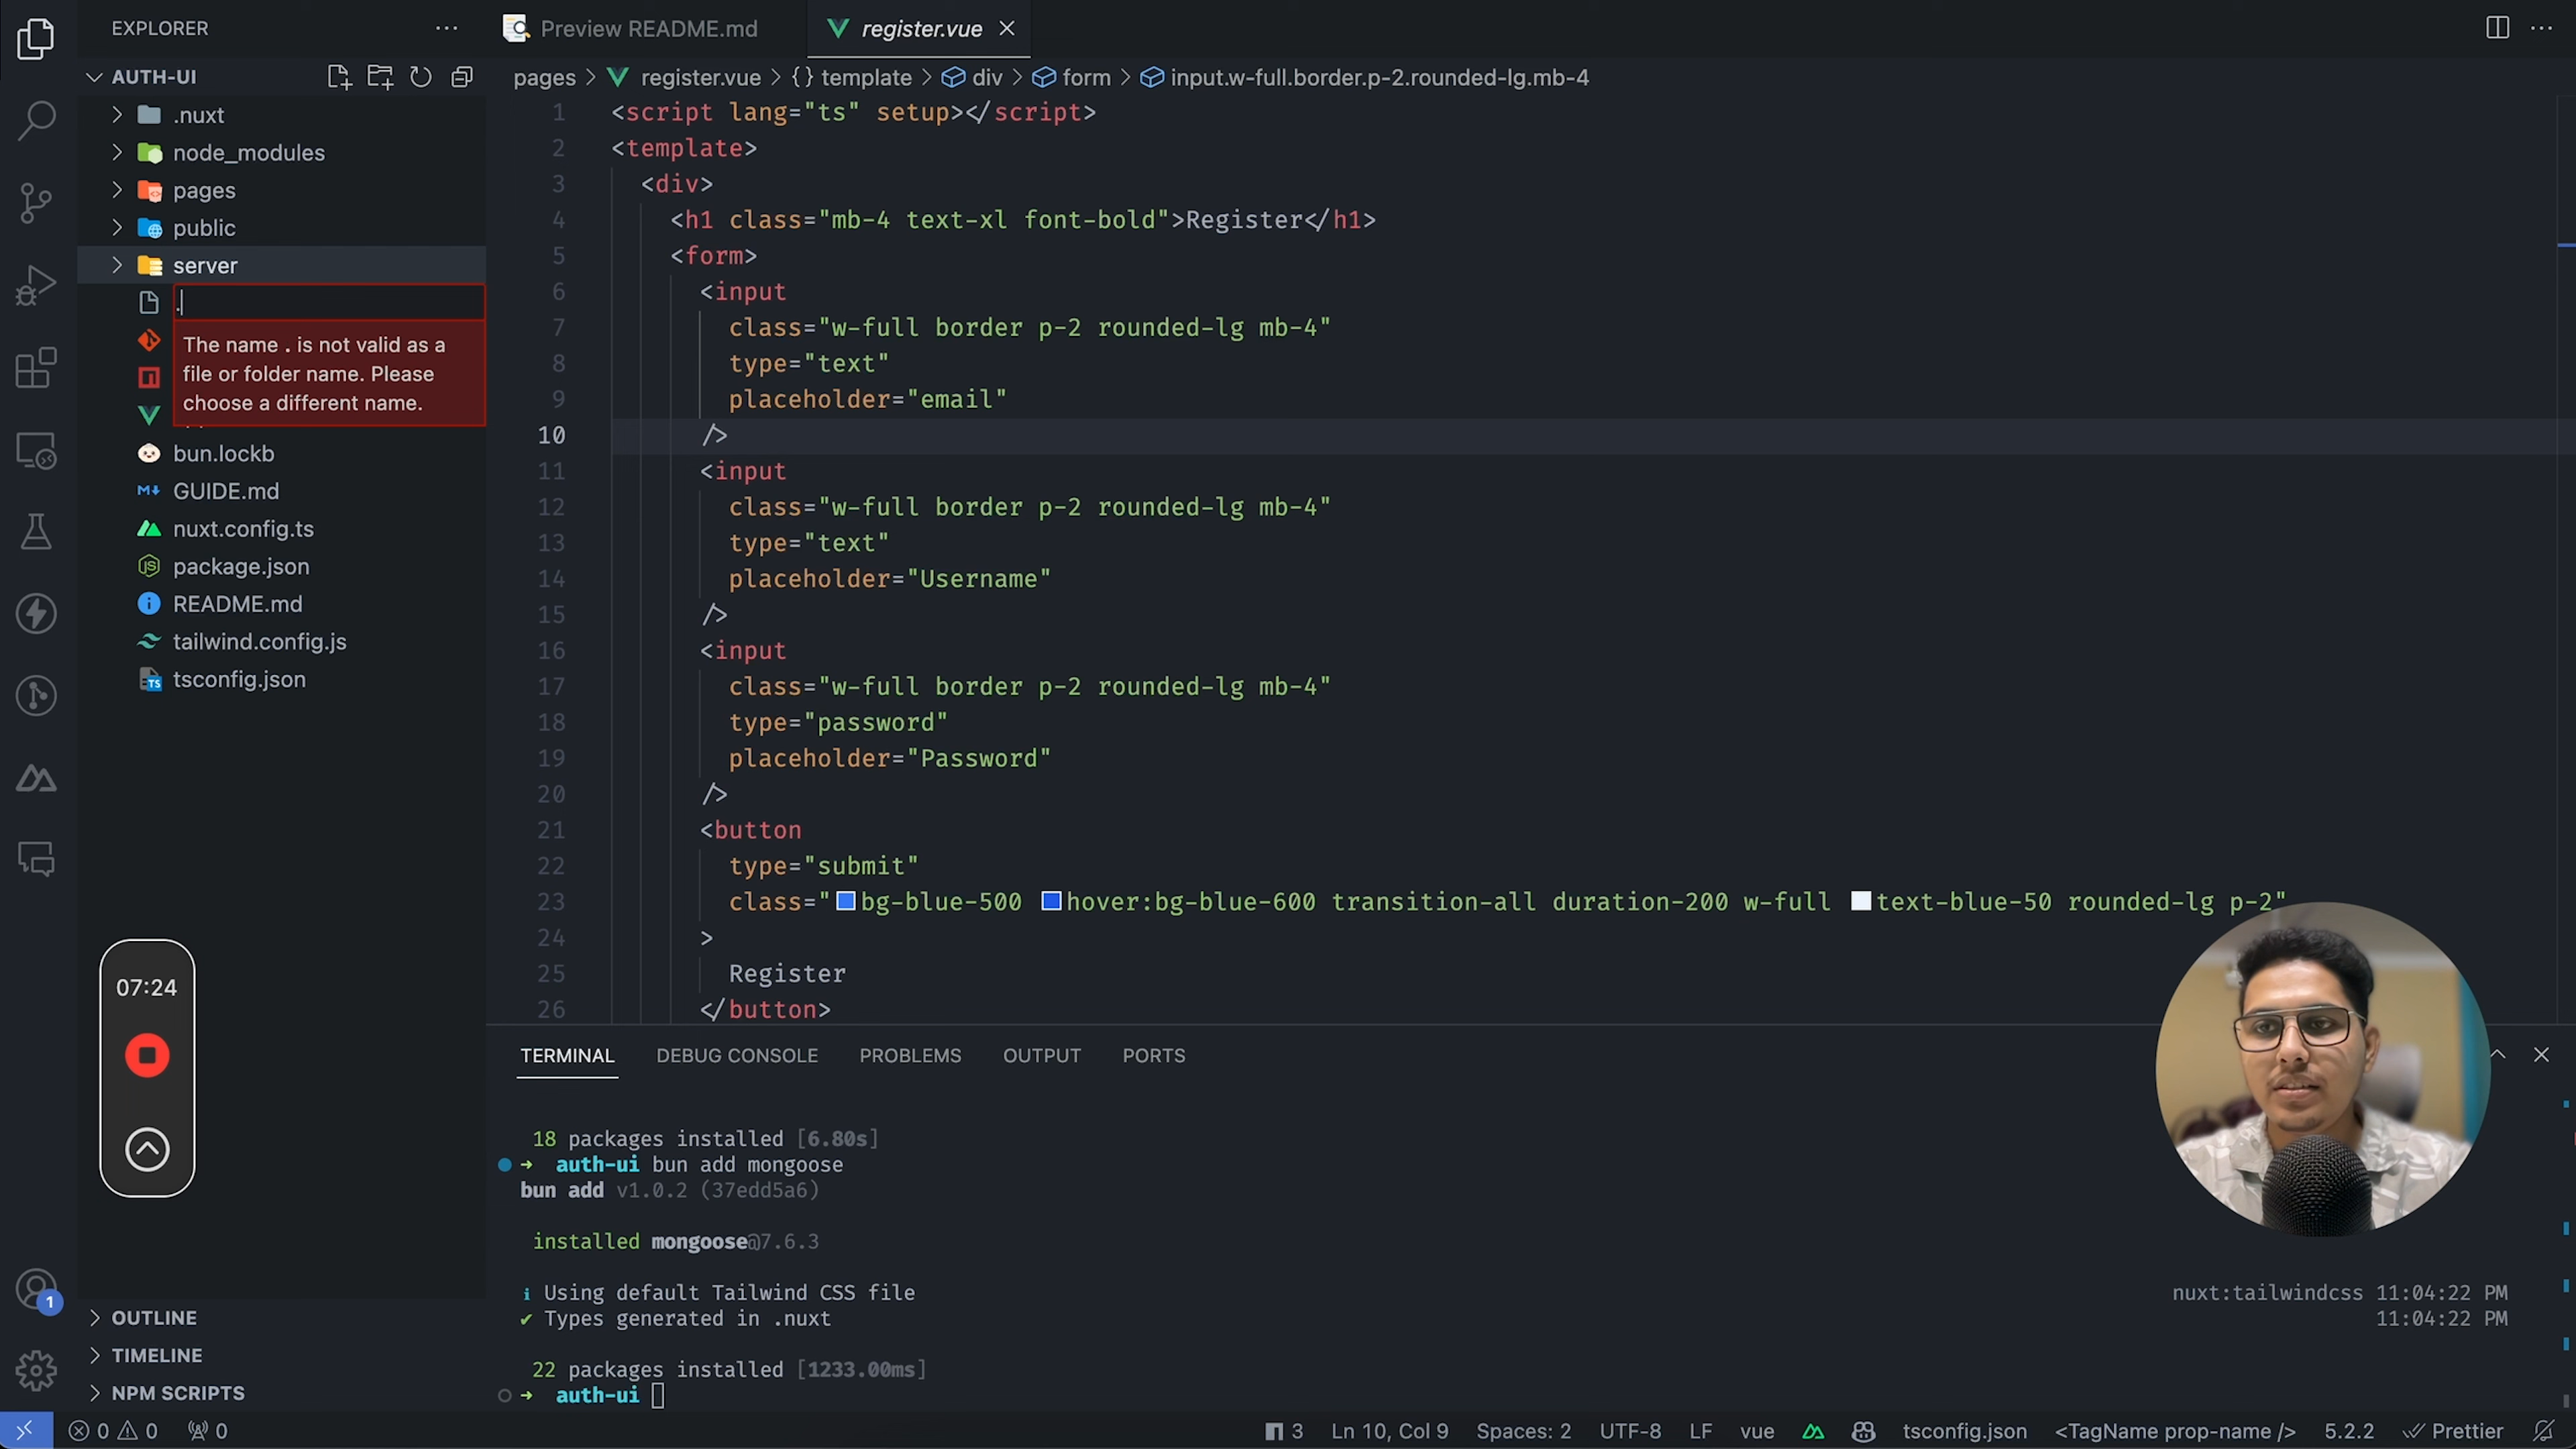 EXPLORER
AUTH-UI
.nuxt
node_modules
pages
public
server
.
The name . is not valid as a
file or folder name. Please
choose a different name.
bun.lockb
GUIDE.md
nuxt.config.ts
package.json
README.md
tailwind.config.js
tsconfig.json
07:24
OUTLINE
TIMELINE
NPM SCRIPTS
1
Preview README.md
register.vue
pages > register.vue > {} template > div > form > input.w-full.border.p-2.rounded-lg.mb-4
1 <script lang="ts" setup></script>
2 <template>
3 <div>
4 <h1 class="mb-4 text-xl font-bold">Register</h1>
5 <form>
6 <input
7 class="w-full border p-2 rounded-lg mb-4"
8 type="text"
9 placeholder="email"
10 />
11 <input
12 class="w-full border p-2 rounded-lg mb-4"
13 type="text"
14 placeholder="Username"
15 />
16 <input
17 class="w-full border p-2 rounded-lg mb-4"
18 type="password"
19 placeholder="Password"
20 />
21 <button
22 type="submit"
23 class="bg-blue-500 hover:bg-blue-600 transition-all duration-200 w-full text-blue-50 rounded-lg p-2"
24 >
25 Register
26 </button>
TERMINAL DEBUG CONSOLE PROBLEMS OUTPUT PORTS
18 packages installed [6.80s]
→ auth-ui bun add mongoose
bun add v1.0.2 (37edd5a6)
installed mongoose@7.6.3
i Using default Tailwind CSS file nuxt:tailwindcss 11:04:22 PM
✔ Types generated in .nuxt 11:04:22 PM
22 packages installed [1233.00ms]
→ auth-ui
0 0 0 3 Ln 10, Col 9 Spaces: 2 UTF-8 LF vue tsconfig.json <TagName prop-name /> 5.2.2 Prettier